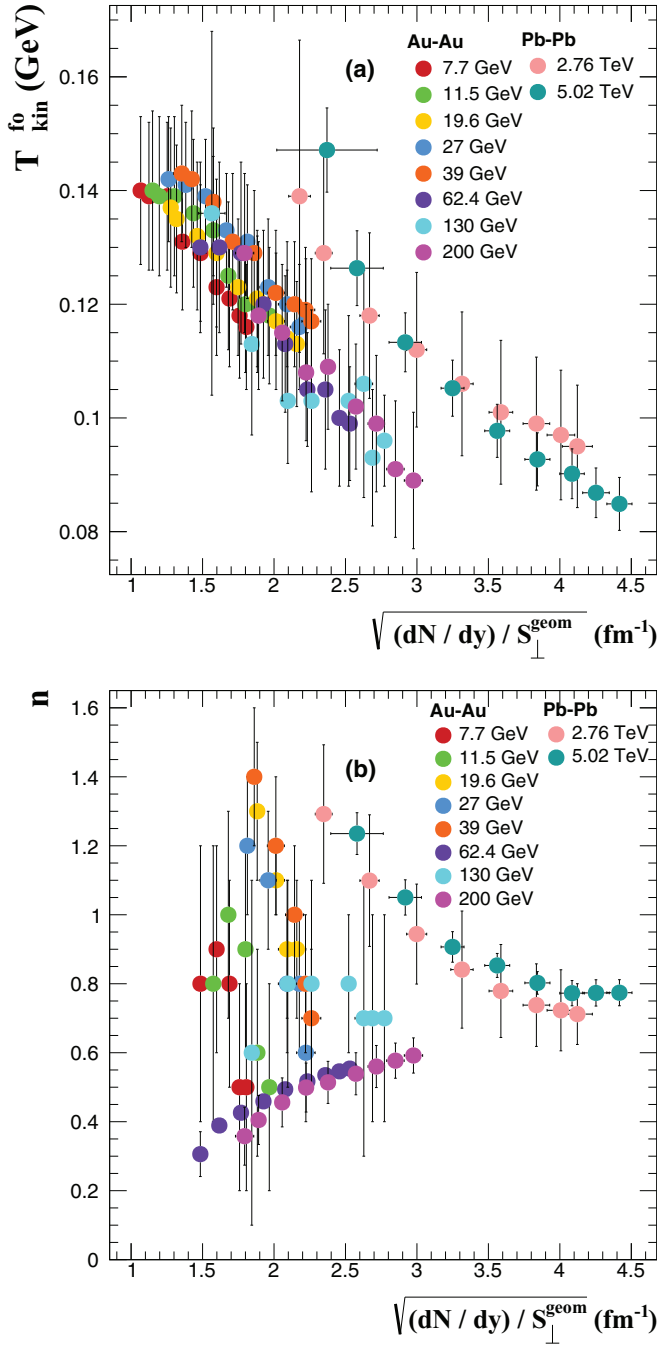 T^fo_kin (GeV)
(a)
Au-Au Pb-Pb
7.7 GeV 2.76 TeV
11.5 GeV 5.02 TeV
19.6 GeV
27 GeV
39 GeV
62.4 GeV
130 GeV
200 GeV
0.16
0.14
0.12
0.1
0.08
1 1.5 2 2.5 3 3.5 4 4.5
√(dN / dy) / S⊥^geom (fm⁻¹)
n
(b)
Au-Au Pb-Pb
7.7 GeV 2.76 TeV
11.5 GeV 5.02 TeV
19.6 GeV
27 GeV
39 GeV
62.4 GeV
130 GeV
200 GeV
1.6
1.4
1.2
1
0.8
0.6
0.4
0.2
0
1 1.5 2 2.5 3 3.5 4 4.5
√(dN / dy) / S⊥^geom (fm⁻¹)